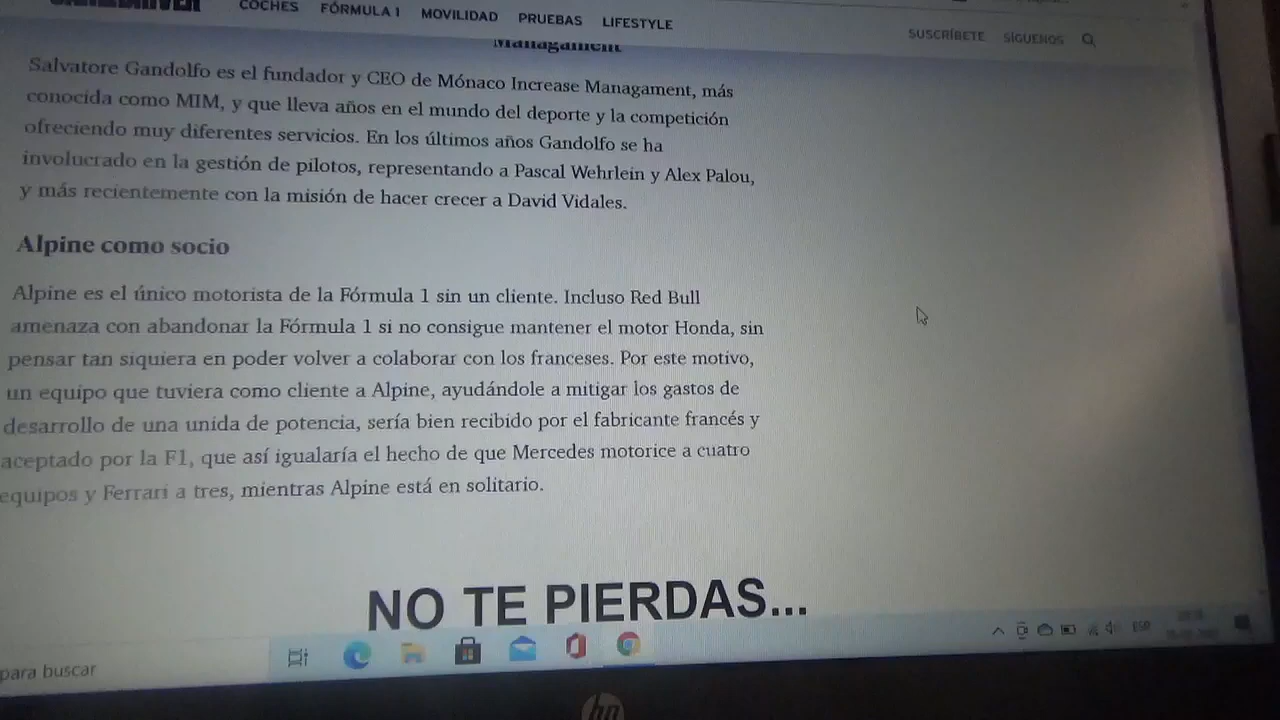 COCHES FÓRMULA 1 MOVILIDAD PRUEBAS LIFESTYLE
SUSCRÍBETE SÍGUENOS
Managament
Salvatore Gandolfo es el fundador y CEO de Mónaco Increase Managament, más
conocida como MIM, y que lleva años en el mundo del deporte y la competición
ofreciendo muy diferentes servicios. En los últimos años Gandolfo se ha
involucrado en la gestión de pilotos, representando a Pascal Wehrlein y Alex Palou,
y más recientemente con la misión de hacer crecer a David Vidales.
Alpine como socio
Alpine es el único motorista de la Fórmula 1 sin un cliente. Incluso Red Bull
amenaza con abandonar la Fórmula 1 si no consigue mantener el motor Honda, sin
pensar tan siquiera en poder volver a colaborar con los franceses. Por este motivo,
un equipo que tuviera como cliente a Alpine, ayudándole a mitigar los gastos de
desarrollo de una unida de potencia, sería bien recibido por el fabricante francés y
aceptado por la F1, que así igualaría el hecho de que Mercedes motorice a cuatro
equipos y Ferrari a tres, mientras Alpine está en solitario.
NO TE PIERDAS...
para buscar
ESP
hp